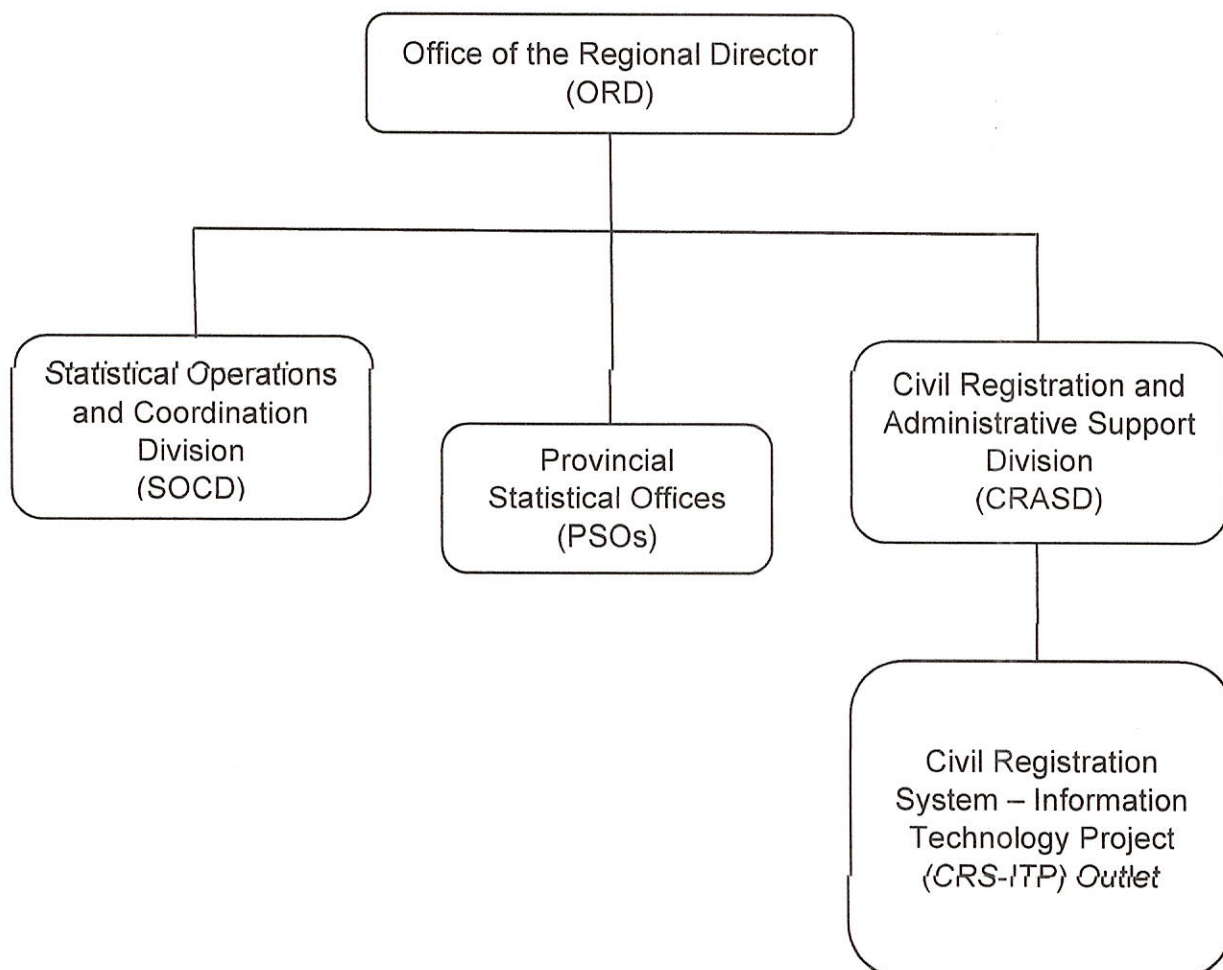 Office of the Regional Director
(ORD)
Statistical Operations
and Coordination
Division
(SOCD)
Provincial
Statistical Offices
(PSOs)
Civil Registration and
Administrative Support
Division
(CRASD)
Civil Registration
System – Information
Technology Project
(CRS-ITP) Outlet